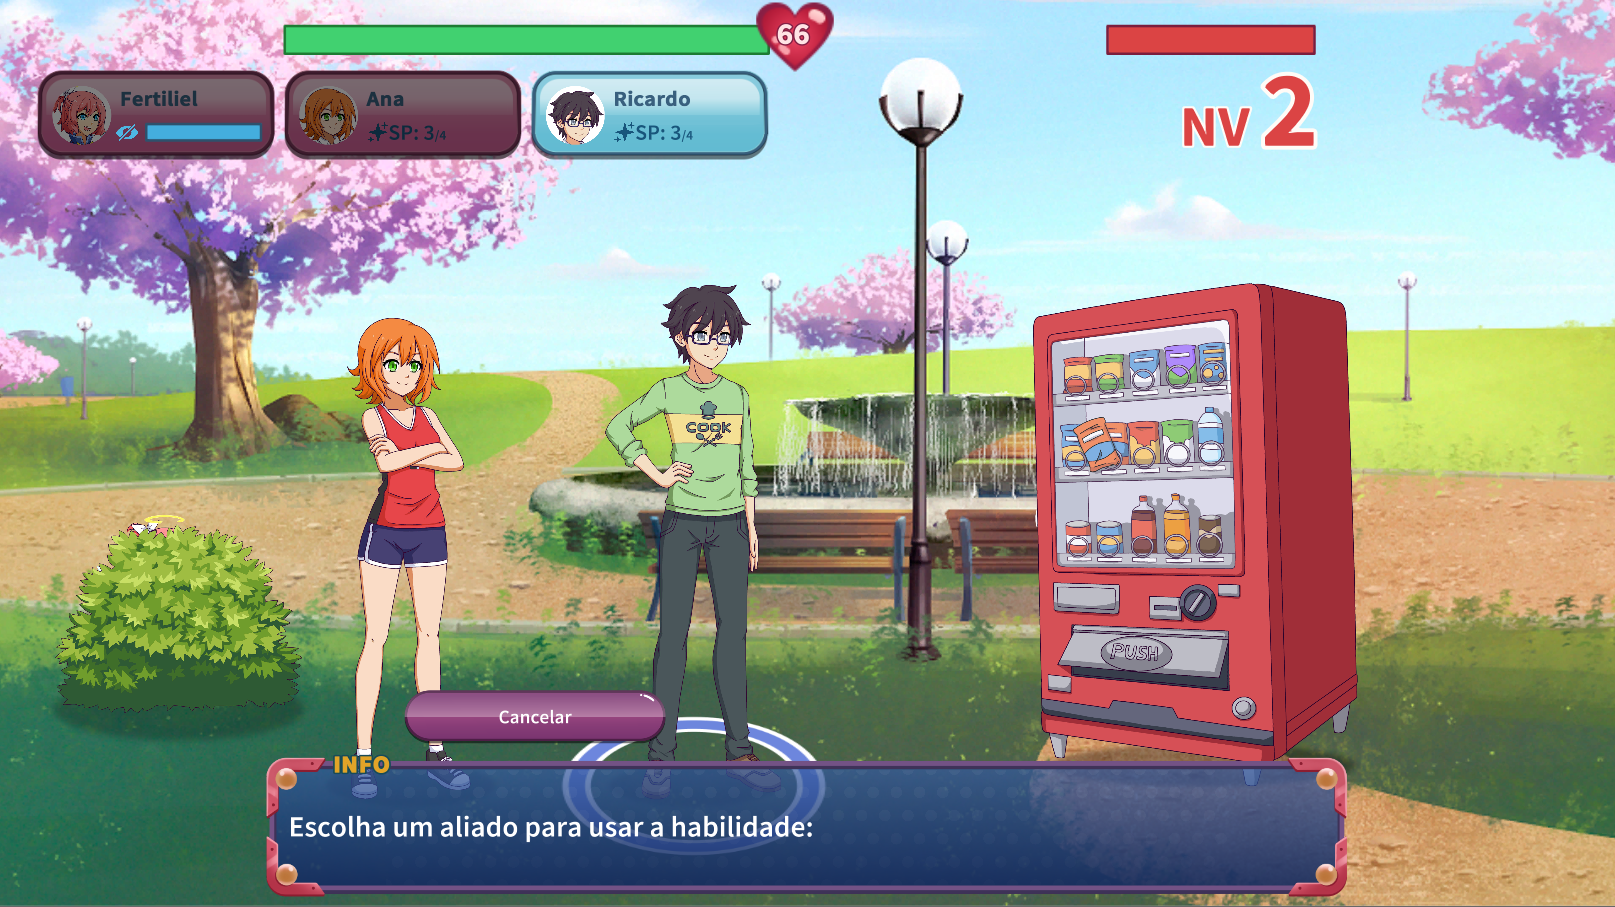 66
Fertiliel
Ana
SP: 3/4
Ricardo
SP: 3/4
NV 2
COOK
PUSH
Cancelar
INFO
Escolha um aliado para usar a habilidade: